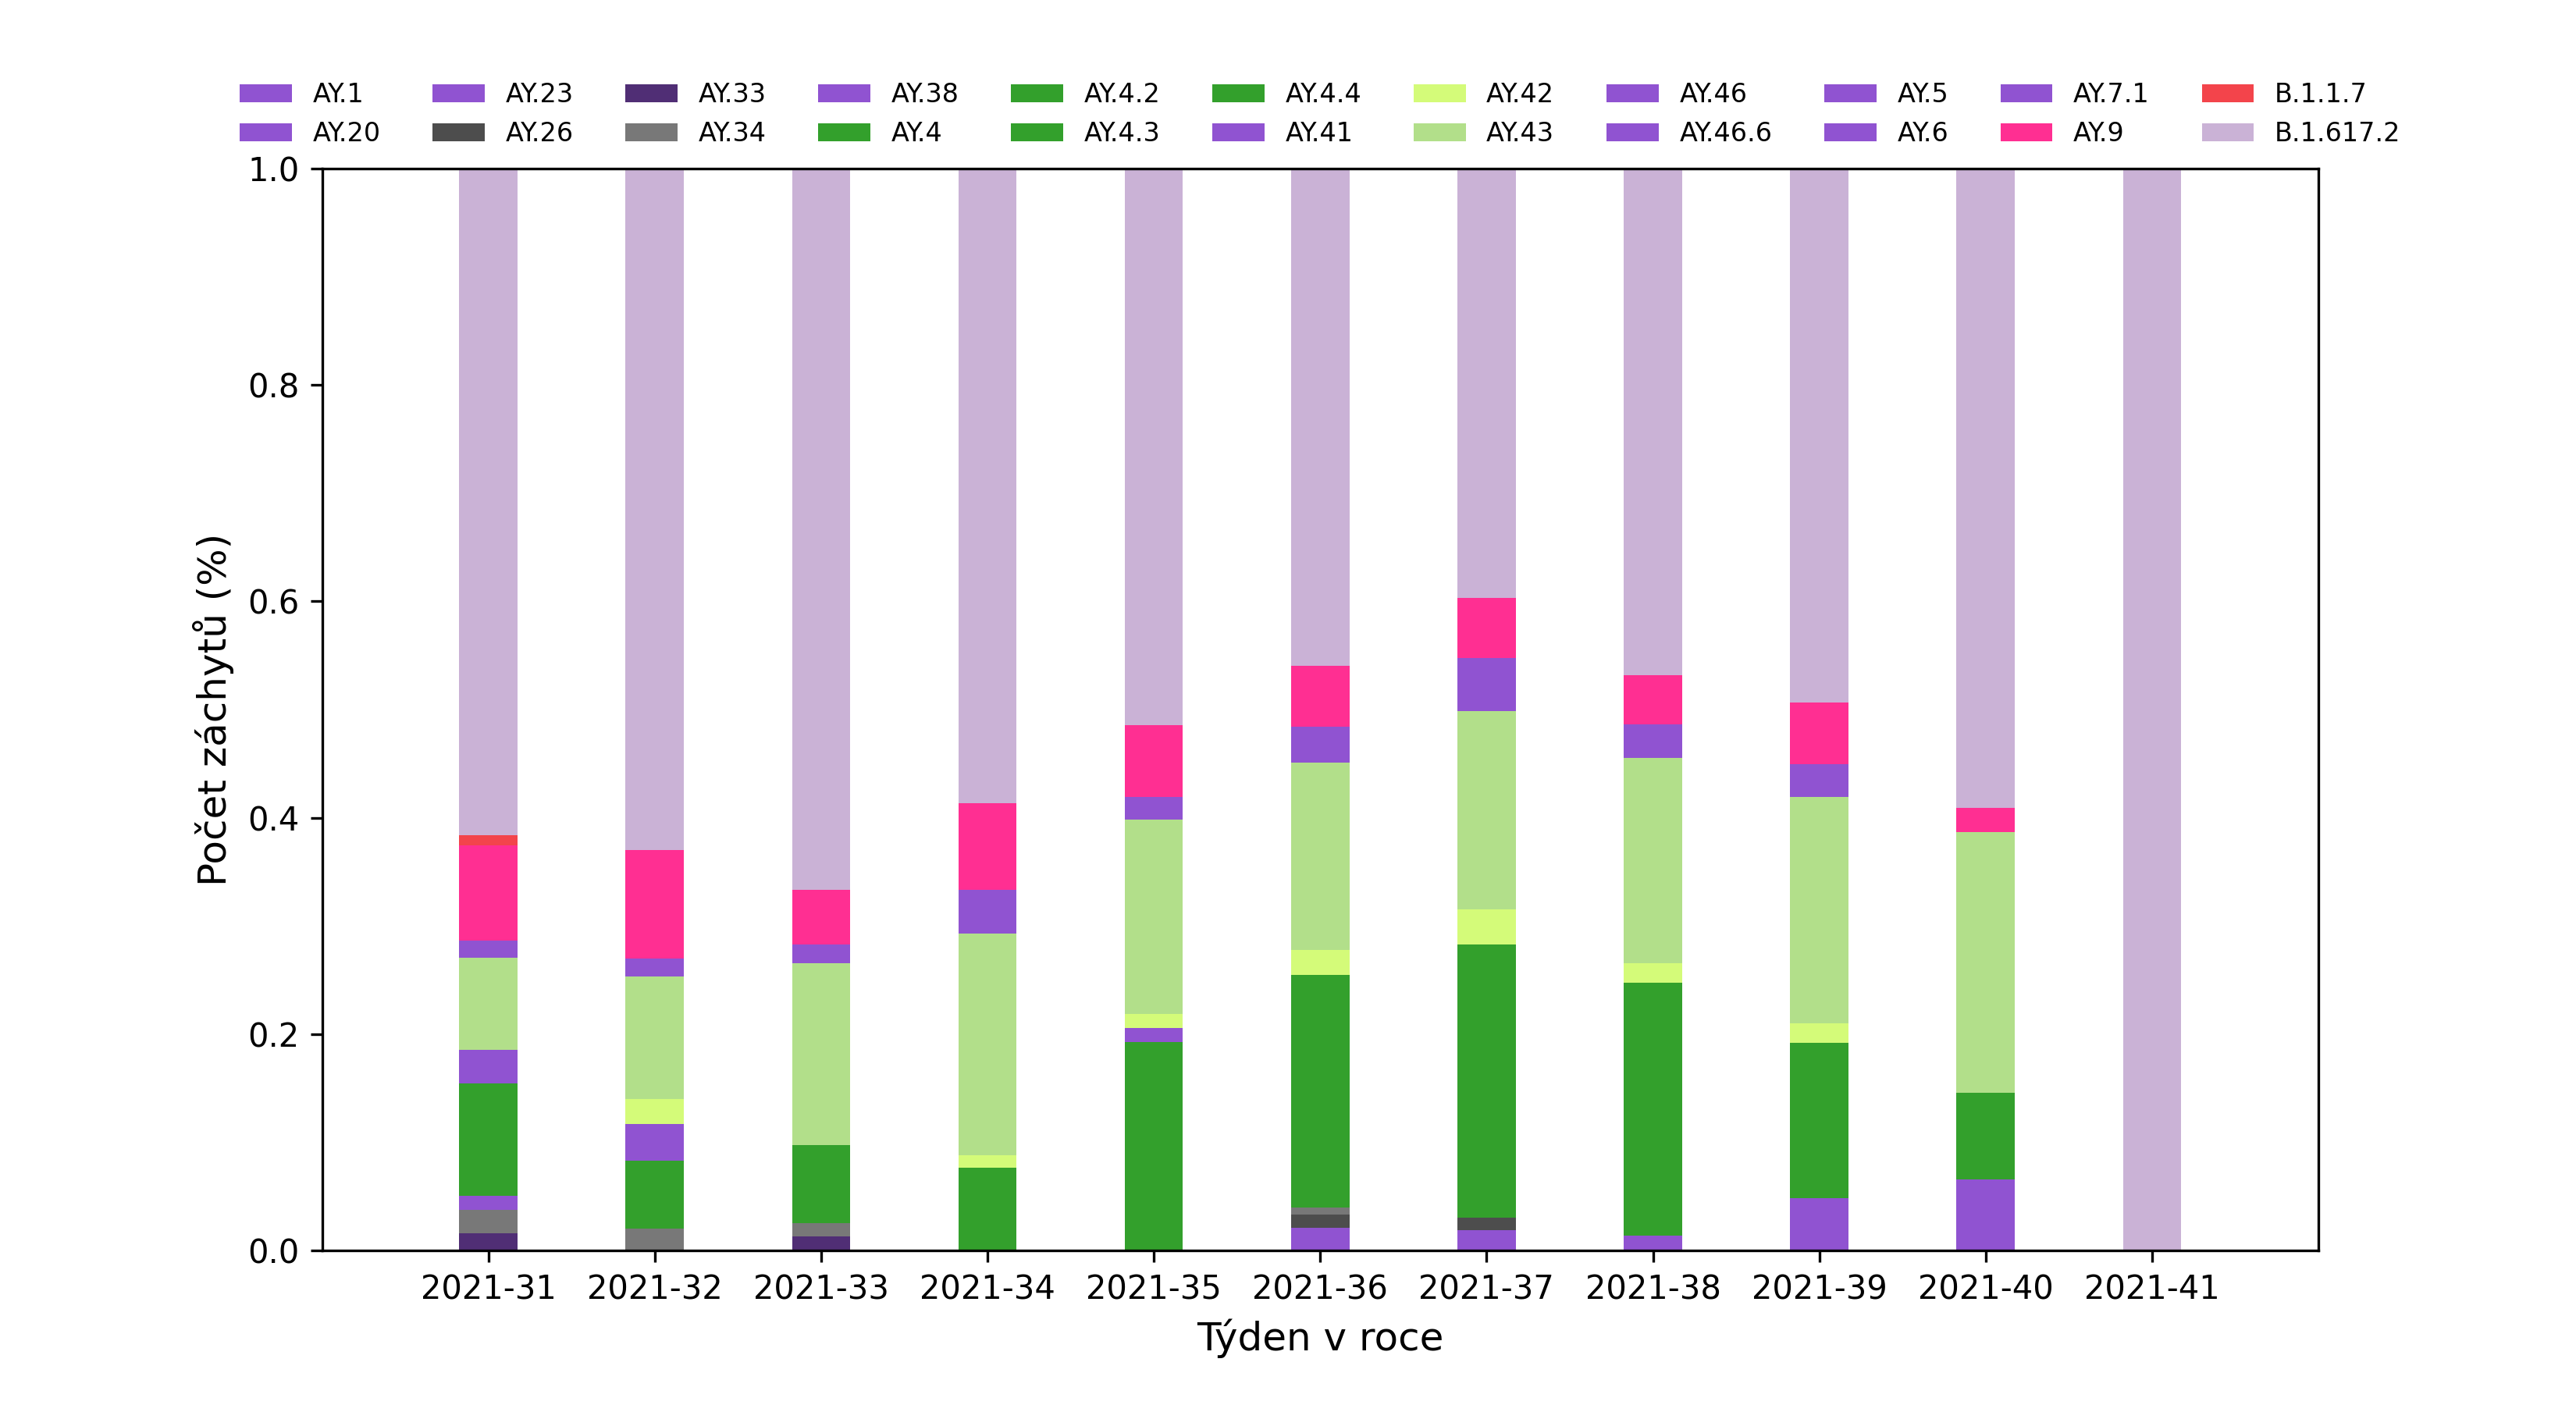 AY.1 AY.23 AY.33 AY.38 AY.4.2 AY.4.4 AY.42 AY.46 AY.5 AY.7.1 B.1.1.7
AY.20 AY.26 AY.34 AY.4 AY.4.3 AY.41 AY.43 AY.46.6 AY.6 AY.9 B.1.617.2
1.0
0.8
0.6
0.4
0.2
0.0
Počet záchytů (%)
2021-31 2021-32 2021-33 2021-34 2021-35 2021-36 2021-37 2021-38 2021-39 2021-40 2021-41
Týden v roce